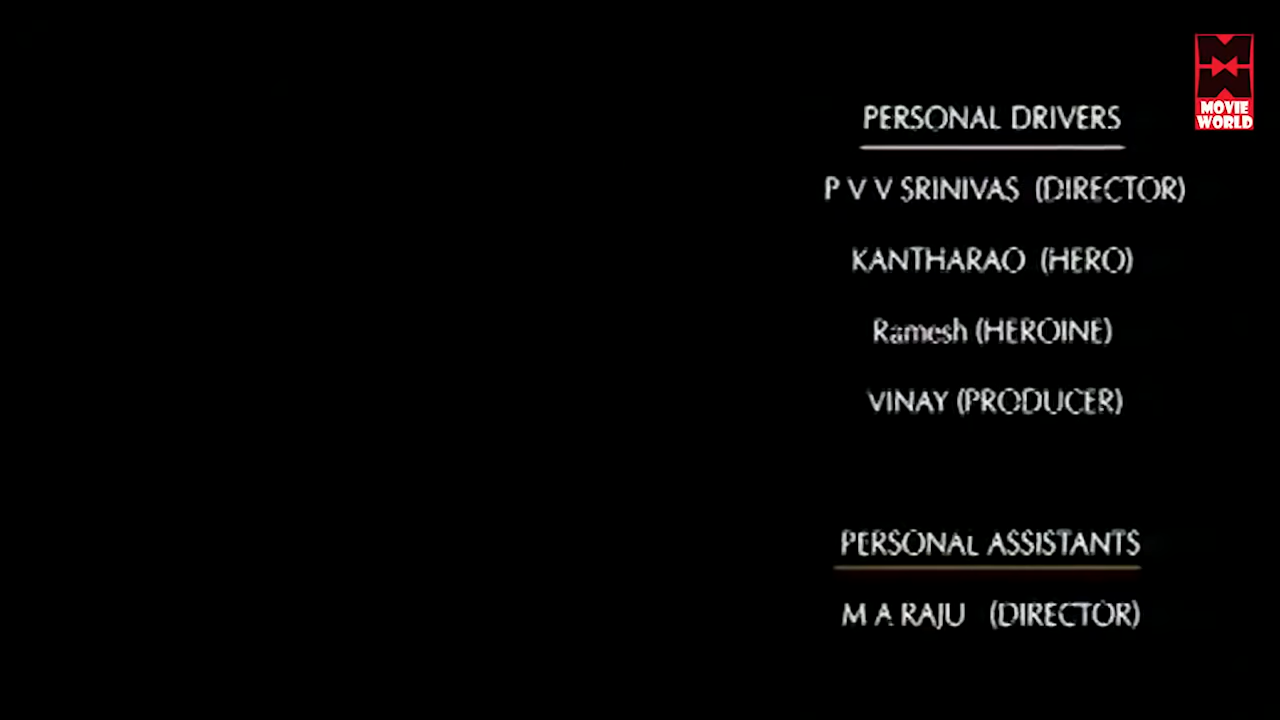 MOVIE
WORLD
PERSONAL DRIVERS
P V V SRINIVAS (DIRECTOR)
KANTHARAO (HERO)
Ramesh (HEROINE)
VINAY (PRODUCER)
PERSONAL ASSISTANTS
M A RAJU (DIRECTOR)